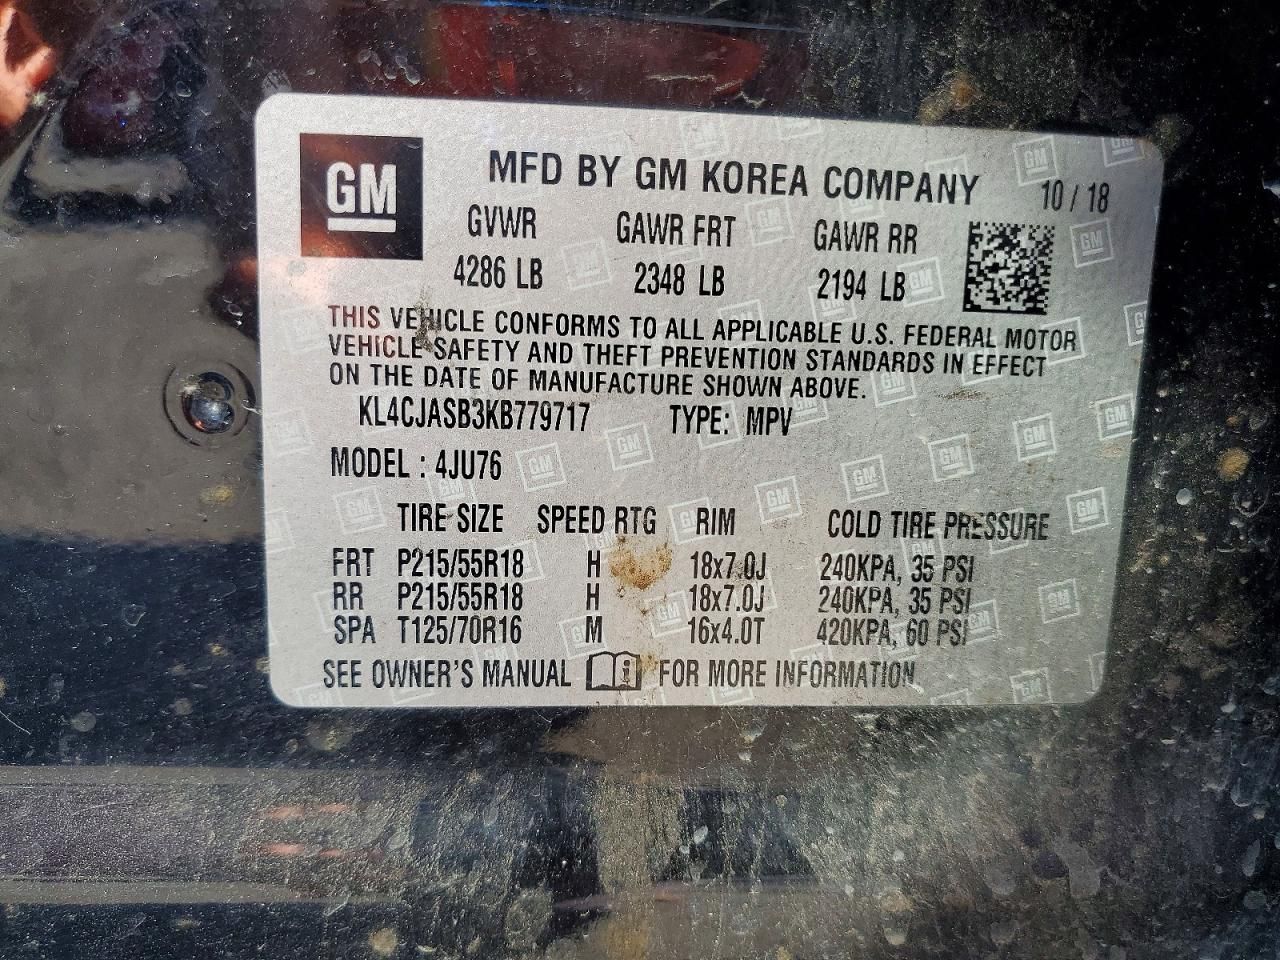 GM
MFD BY GM KOREA COMPANY 10 / 18
GVWR GAWR FRT GAWR RR
4286 LB 2348 LB 2194 LB
THIS VEHICLE CONFORMS TO ALL APPLICABLE U.S. FEDERAL MOTOR
VEHICLE SAFETY AND THEFT PREVENTION STANDARDS IN EFFECT
ON THE DATE OF MANUFACTURE SHOWN ABOVE.
KL4CJASB3KB779717 TYPE: MPV
MODEL : 4JU76
TIRE SIZE SPEED RTG RIM COLD TIRE PRESSURE
FRT P215/55R18 H 18x7.0J 240KPA, 35 PSI
RR P215/55R18 H 18x7.0J 240KPA, 35 PSI
SPA T125/70R16 M 16x4.0T 420KPA, 60 PSI
SEE OWNER'S MANUAL FOR MORE INFORMATION